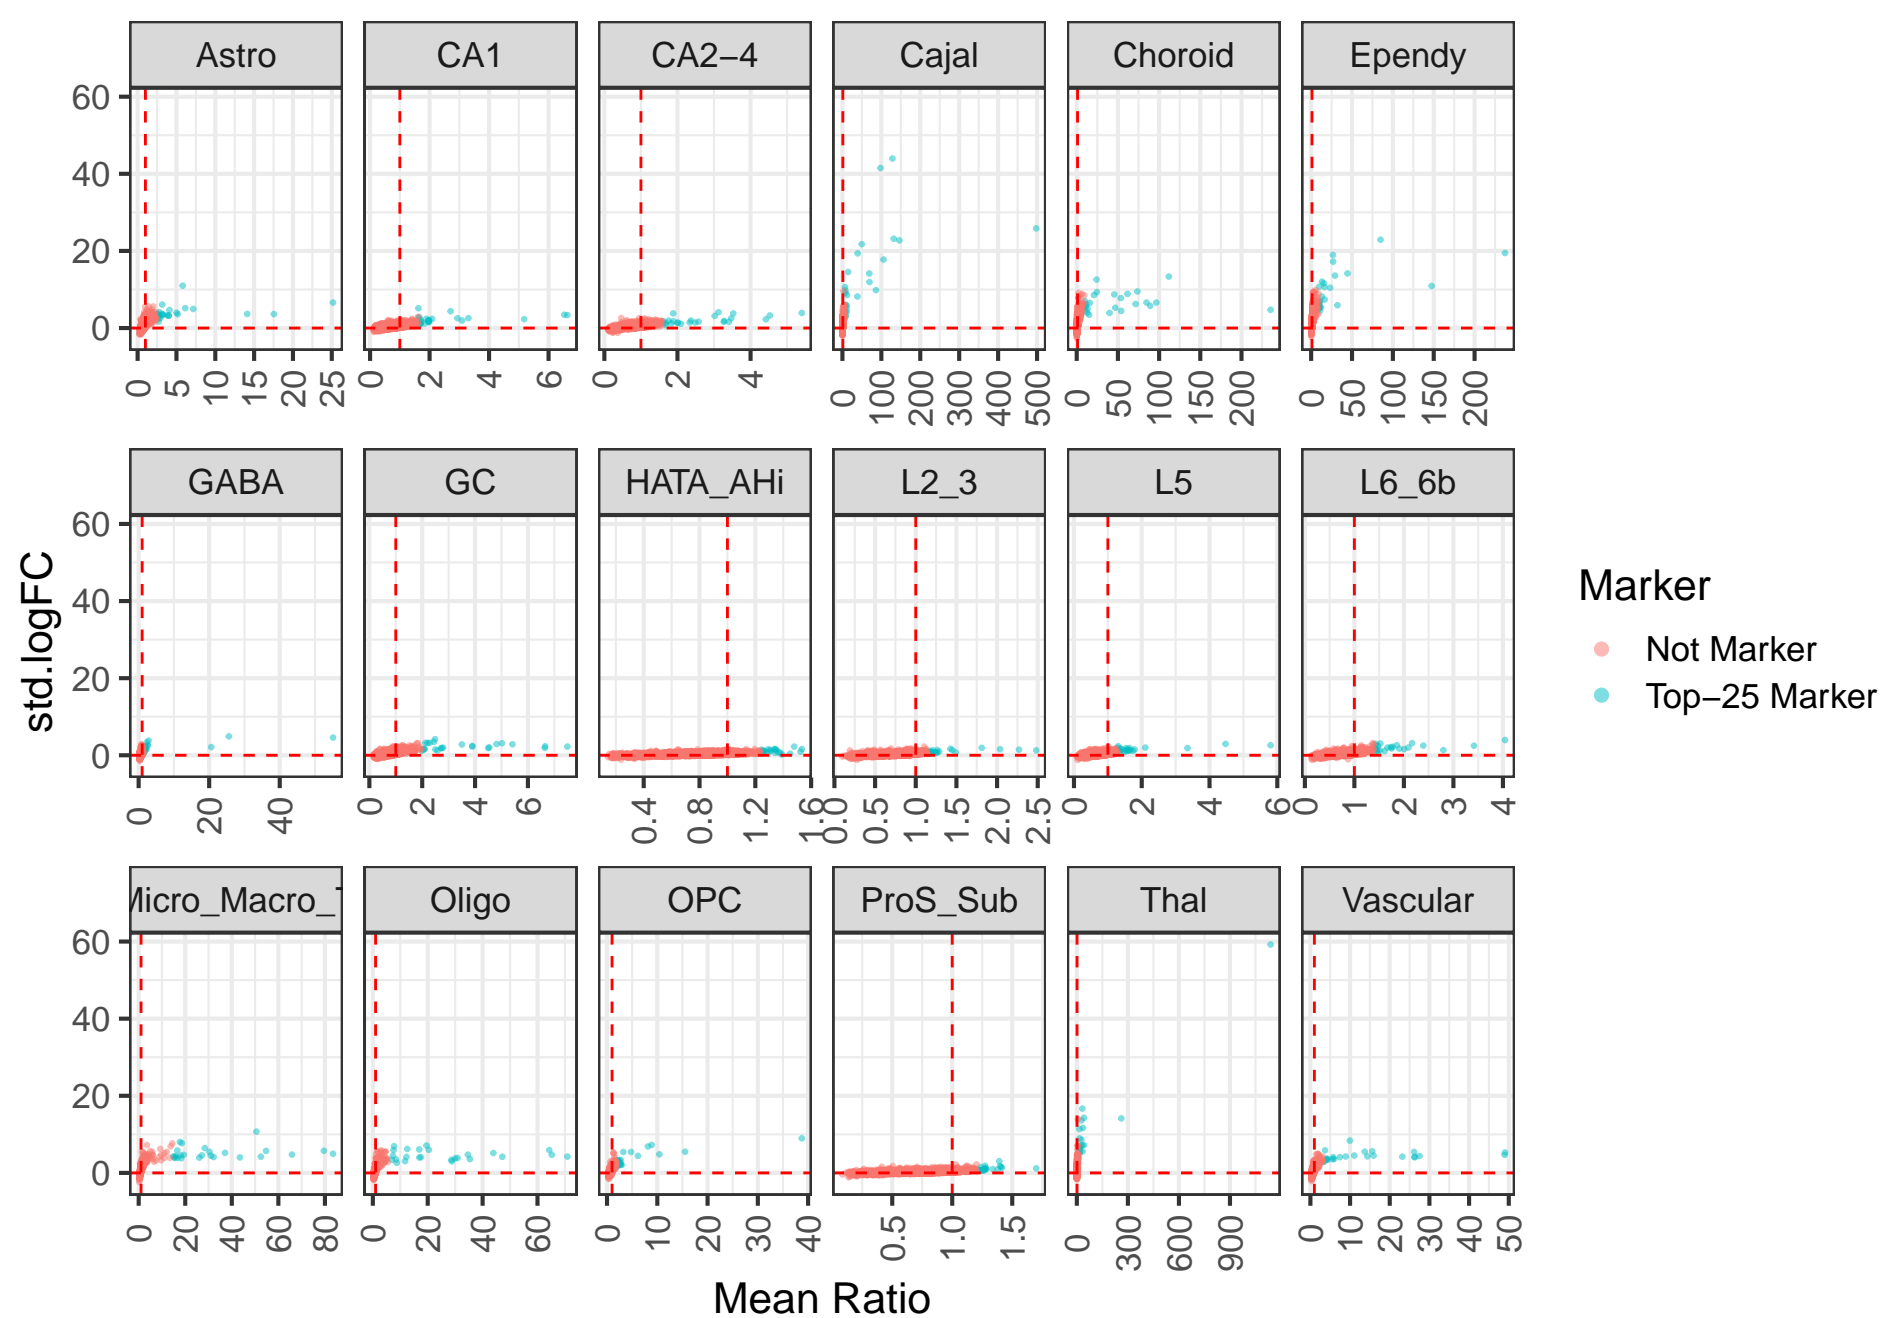 Astro CA1 CA2−4 Cajal Choroid Ependy
60
40
20
0
0 5 10 15 20 25 0 2 4 6 0 2 4 0 100 200 300 400 500 0 50 100 150 200 0 50 100 150 200
GABA GC HATA_AHi L2_3 L5 L6_6b
60
40
20
0
0 20 40 0 2 4 6 0.4 0.8 1.2 1.6 0.0 0.5 1.0 1.5 2.0 2.5 0 2 4 6 0 1 2 3 4
Micro_Macro_T Oligo OPC ProS_Sub Thal Vascular
60
40
20
0
0 20 40 60 80 0 20 40 60 0 10 20 30 40 0.5 1.0 1.5 0 300 600 900 0 10 20 30 40 50
Mean Ratio
std.logFC
Marker
Not Marker
Top−25 Marker